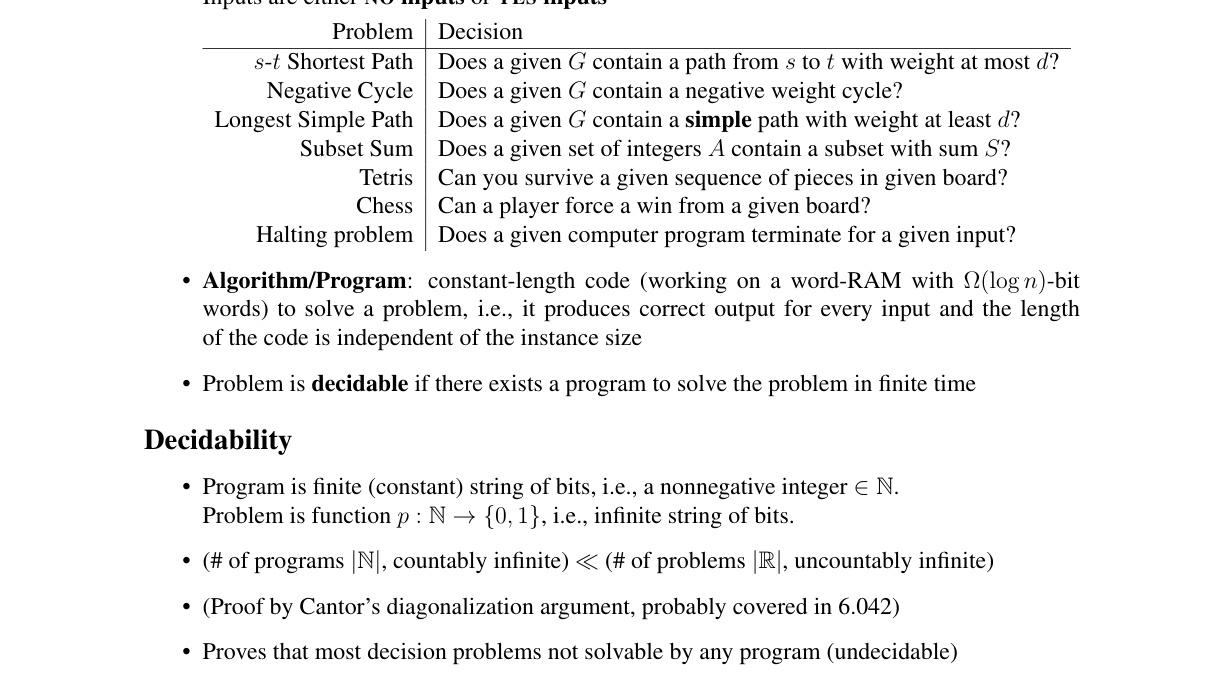 Inputs are either NO inputs or YES inputs
Problem Decision
s-t Shortest Path Does a given G contain a path from s to t with weight at most d?
Negative Cycle Does a given G contain a negative weight cycle?
Longest Simple Path Does a given G contain a simple path with weight at least d?
Subset Sum Does a given set of integers A contain a subset with sum S?
Tetris Can you survive a given sequence of pieces in given board?
Chess Can a player force a win from a given board?
Halting problem Does a given computer program terminate for a given input?
• Algorithm/Program: constant-length code (working on a word-RAM with Ω(log n)-bit
words) to solve a problem, i.e., it produces correct output for every input and the length
of the code is independent of the instance size
• Problem is decidable if there exists a program to solve the problem in finite time
Decidability
• Program is finite (constant) string of bits, i.e., a nonnegative integer ∈ ℕ.
Problem is function p : ℕ → {0, 1}, i.e., infinite string of bits.
• (# of programs |ℕ|, countably infinite) ≪ (# of problems |ℝ|, uncountably infinite)
• (Proof by Cantor's diagonalization argument, probably covered in 6.042)
• Proves that most decision problems not solvable by any program (undecidable)